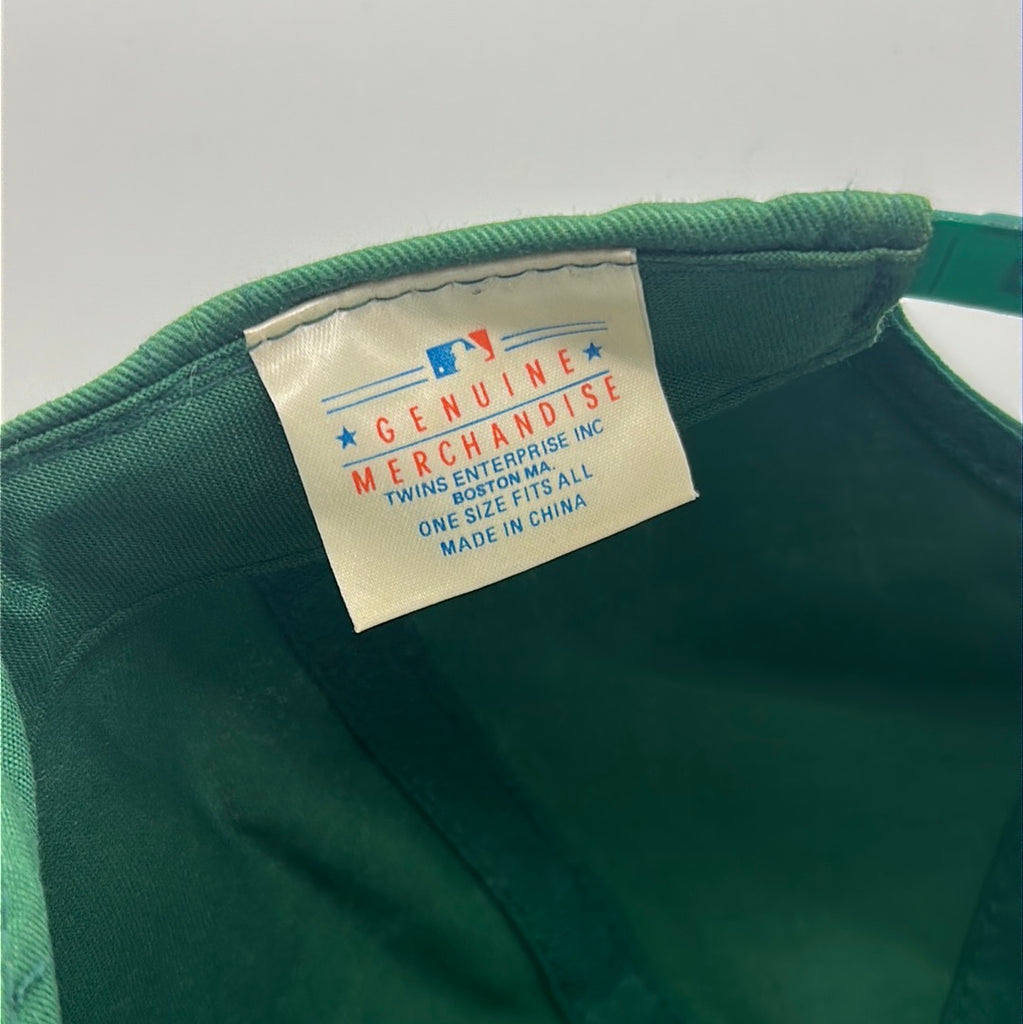 GENUINE
MERCHANDISE
TWINS ENTERPRISE INC
BOSTON MA.
ONE SIZE FITS ALL
MADE IN CHINA